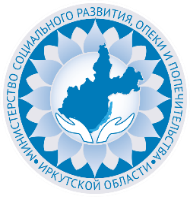 МИНИСТЕРСТВО СОЦИАЛЬНОГО РАЗВИТИЯ, ОПЕКИ И ПОПЕЧИТЕЛЬСТВА
• ИРКУТСКОЙ ОБЛАСТИ •